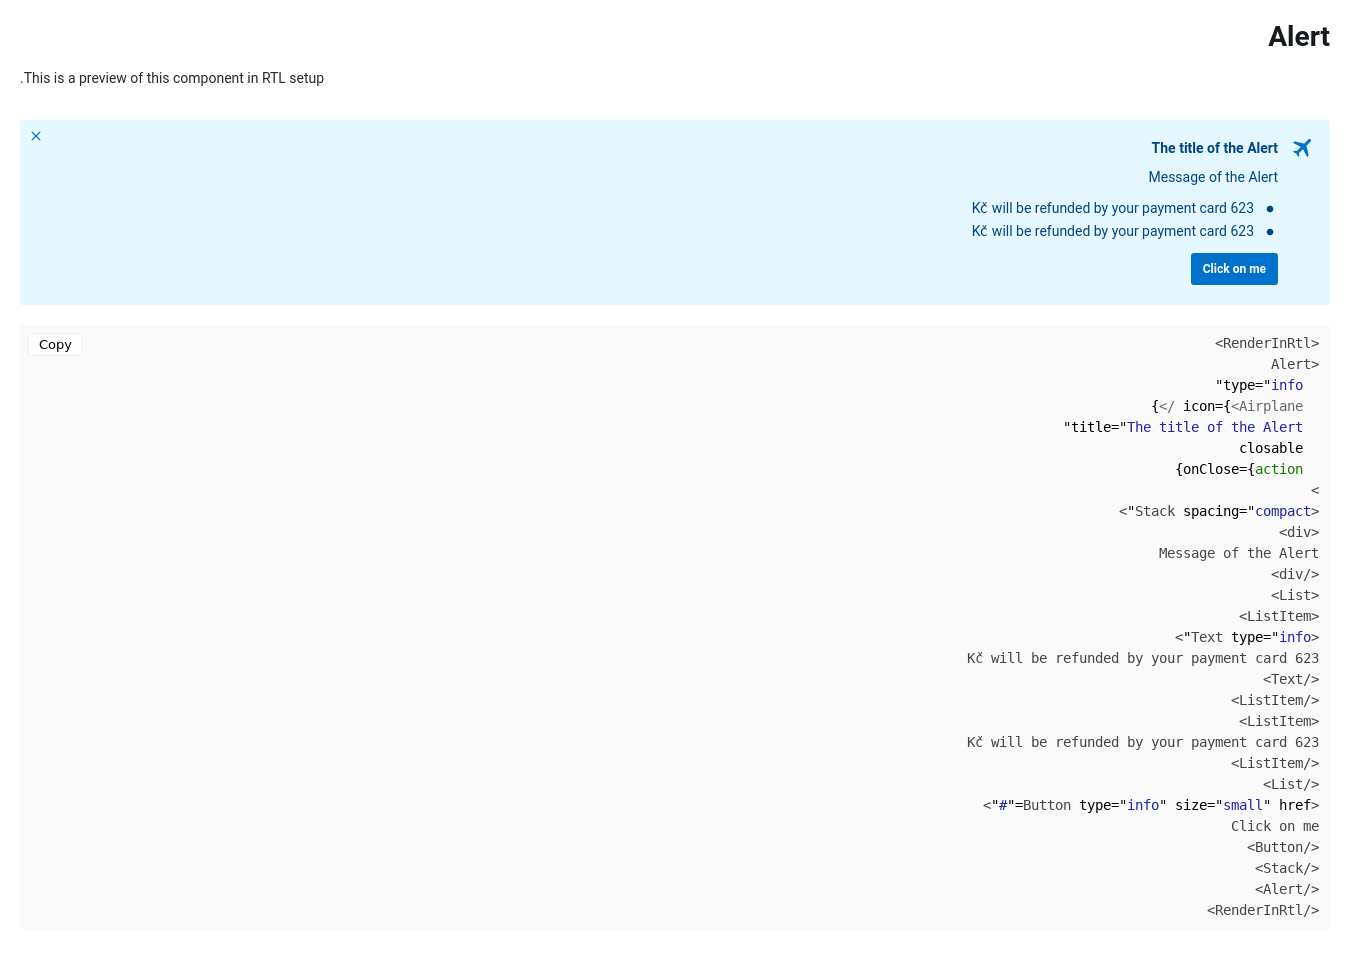 Alert
.This is a preview of this component in RTL setup
The title of the Alert
Message of the Alert
Kč will be refunded by your payment card 623 •
Kč will be refunded by your payment card 623 •
Click on me
Copy
<RenderInRtl>
Alert>
"type="info
{</ icon={<Airplane
"title="The title of the Alert
closable
{onClose={action
<
<"Stack spacing="compact>
<div>
Message of the Alert
<div/>
<List>
<ListItem>
<"Text type="info>
Kč will be refunded by your payment card 623
<Text/>
<ListItem/>
<ListItem>
Kč will be refunded by your payment card 623
<ListItem/>
<List/>
<"#"=Button type="info" size="small" href>
Click on me
<Button/>
<Stack/>
<Alert/>
<RenderInRtl/>